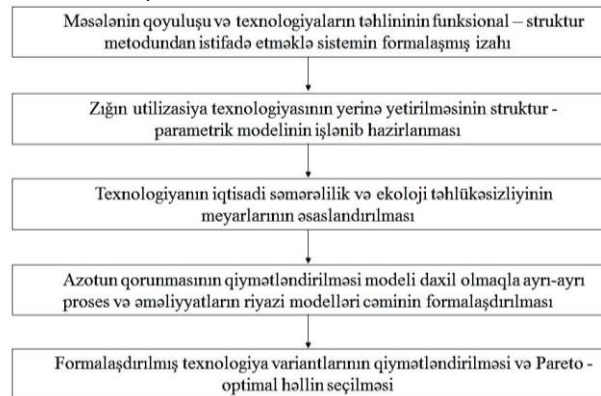 Məsələnin qoyuluşu və texnologiyaların təhlilinin funksional – struktur
metodundan istifadə etməklə sistemin formalaşmış izahı
Zığın utilizasiya texnologiyasının yerinə yetirilməsinin struktur -
parametrik modelinin işlənib hazirlanması
Texnologiyanın iqtisadi səmərəlilik və ekoloji təhlükəsizliyinin
meyarlarının əsaslandırılması
Azotun qorunmasının qiymətləndirilməsi modeli daxil olmaqla ayrı-ayrı
proses və əməliyyatların riyazi modelləri cəminin formalaşdırılması
Formalaşdırılmış texnologiya variantlarının qiymətləndirilməsi və Pareto -
optimal həllin seçilməsi